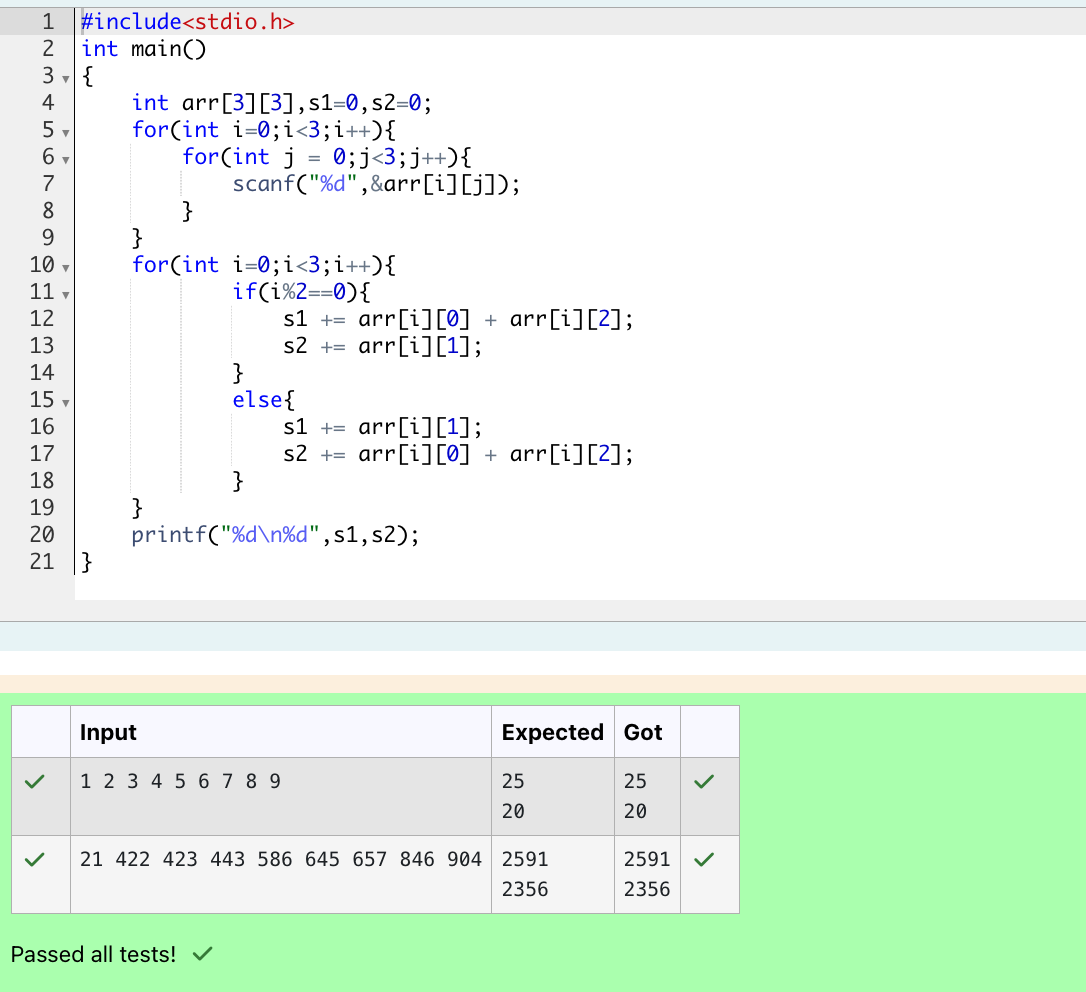 1 #include<stdio.h>
2 int main()
3 {
4     int arr[3][3],s1=0,s2=0;
5     for(int i=0;i<3;i++){
6         for(int j = 0;j<3;j++){
7             scanf("%d",&arr[i][j]);
8         }
9     }
10     for(int i=0;i<3;i++){
11             if(i%2==0){
12                 s1 += arr[i][0] + arr[i][2];
13                 s2 += arr[i][1];
14             }
15             else{
16                 s1 += arr[i][1];
17                 s2 += arr[i][0] + arr[i][2];
18             }
19     }
20     printf("%d\n%d",s1,s2);
21 }
Input Expected Got
1 2 3 4 5 6 7 8 9 25 25
20 20
21 422 423 443 586 645 657 846 904 2591 2591
2356 2356
Passed all tests!